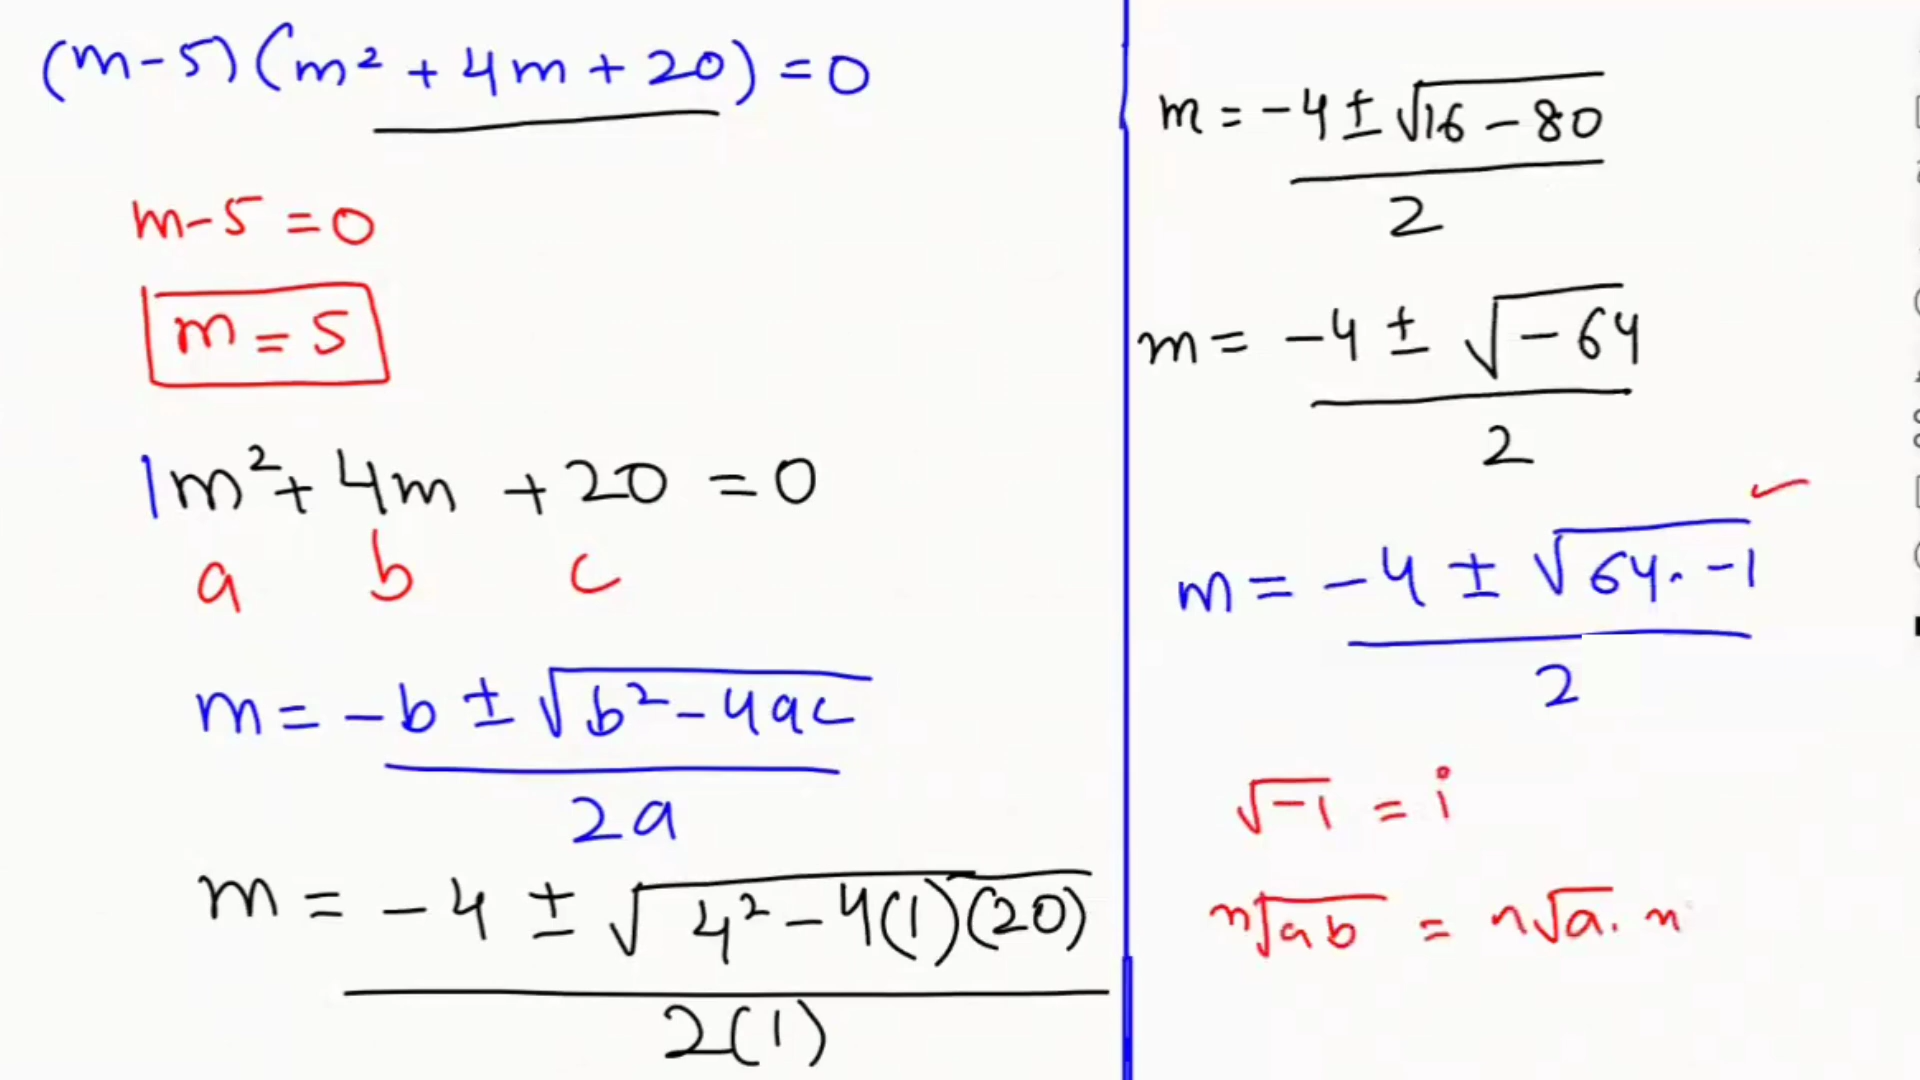 (m-5)(m² + 4m + 20) = 0
m-5 = 0
m = 5
1m² + 4m + 20 = 0
a b c
m = -b ± √b² - 4ac
2a
m = -4 ± √4² - 4(1)(20)
2(1)
m = -4 ± √16 - 80
2
m = -4 ± √-64
2
m = -4 ± √64. -1
2
√-1 = i
n√ab = n√a. n